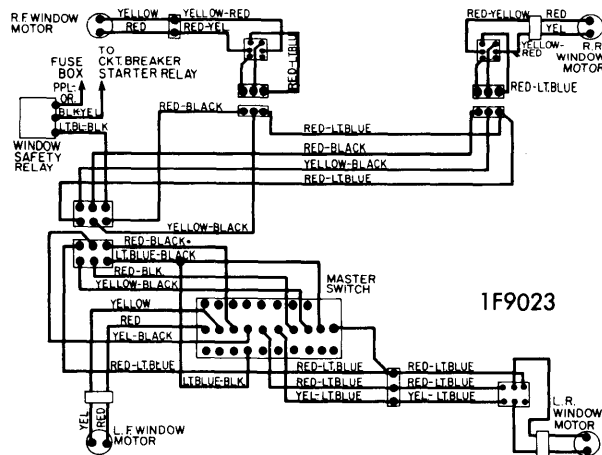 R.F. WINDOW
MOTOR
YELLOW
YELLOW-RED
RED
RED-YEL
RED-LT.BLUE
RED-YELLOW
RED
YEL
YELLOW-
RED
R.R.
WINDOW
MOTOR
RED-LT.BLUE
FUSE
BOX
TO
CKT. BREAKER
STARTER RELAY
PPL-
OR.
BLK-YEL
LT.BL-BLK
WINDOW
SAFETY
RELAY
RED-BLACK
RED-LT.BLUE
RED-BLACK
YELLOW-BLACK
RED-LT.BLUE
YELLOW-BLACK
RED-BLACK
LT.BLUE-BLACK
RED-BLK
YELLOW-BLACK
MASTER
SWITCH
1F9023
YELLOW
RED
YEL-BLACK
RED-LT.BLUE
LT.BLUE-BLK
RED-LT.BLUE
RED-LT.BLUE
RED-LT.BLUE
RED-LT.BLUE
YEL-LT.BLUE
YEL-LT.BLUE
YEL
RED
L.F. WINDOW
MOTOR
L.R.
WINDOW
MOTOR